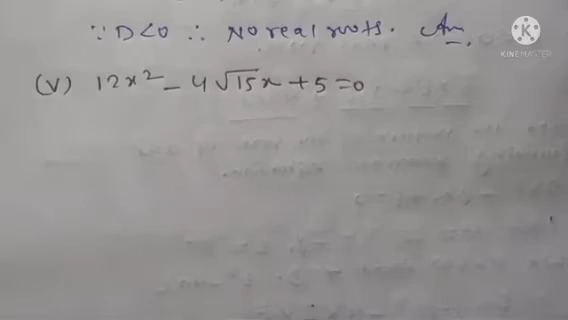 ∵ D<0 ∴ No real roots. Ans.
(V) 12x² - 4√15x + 5 = 0
K
KINEMASTER